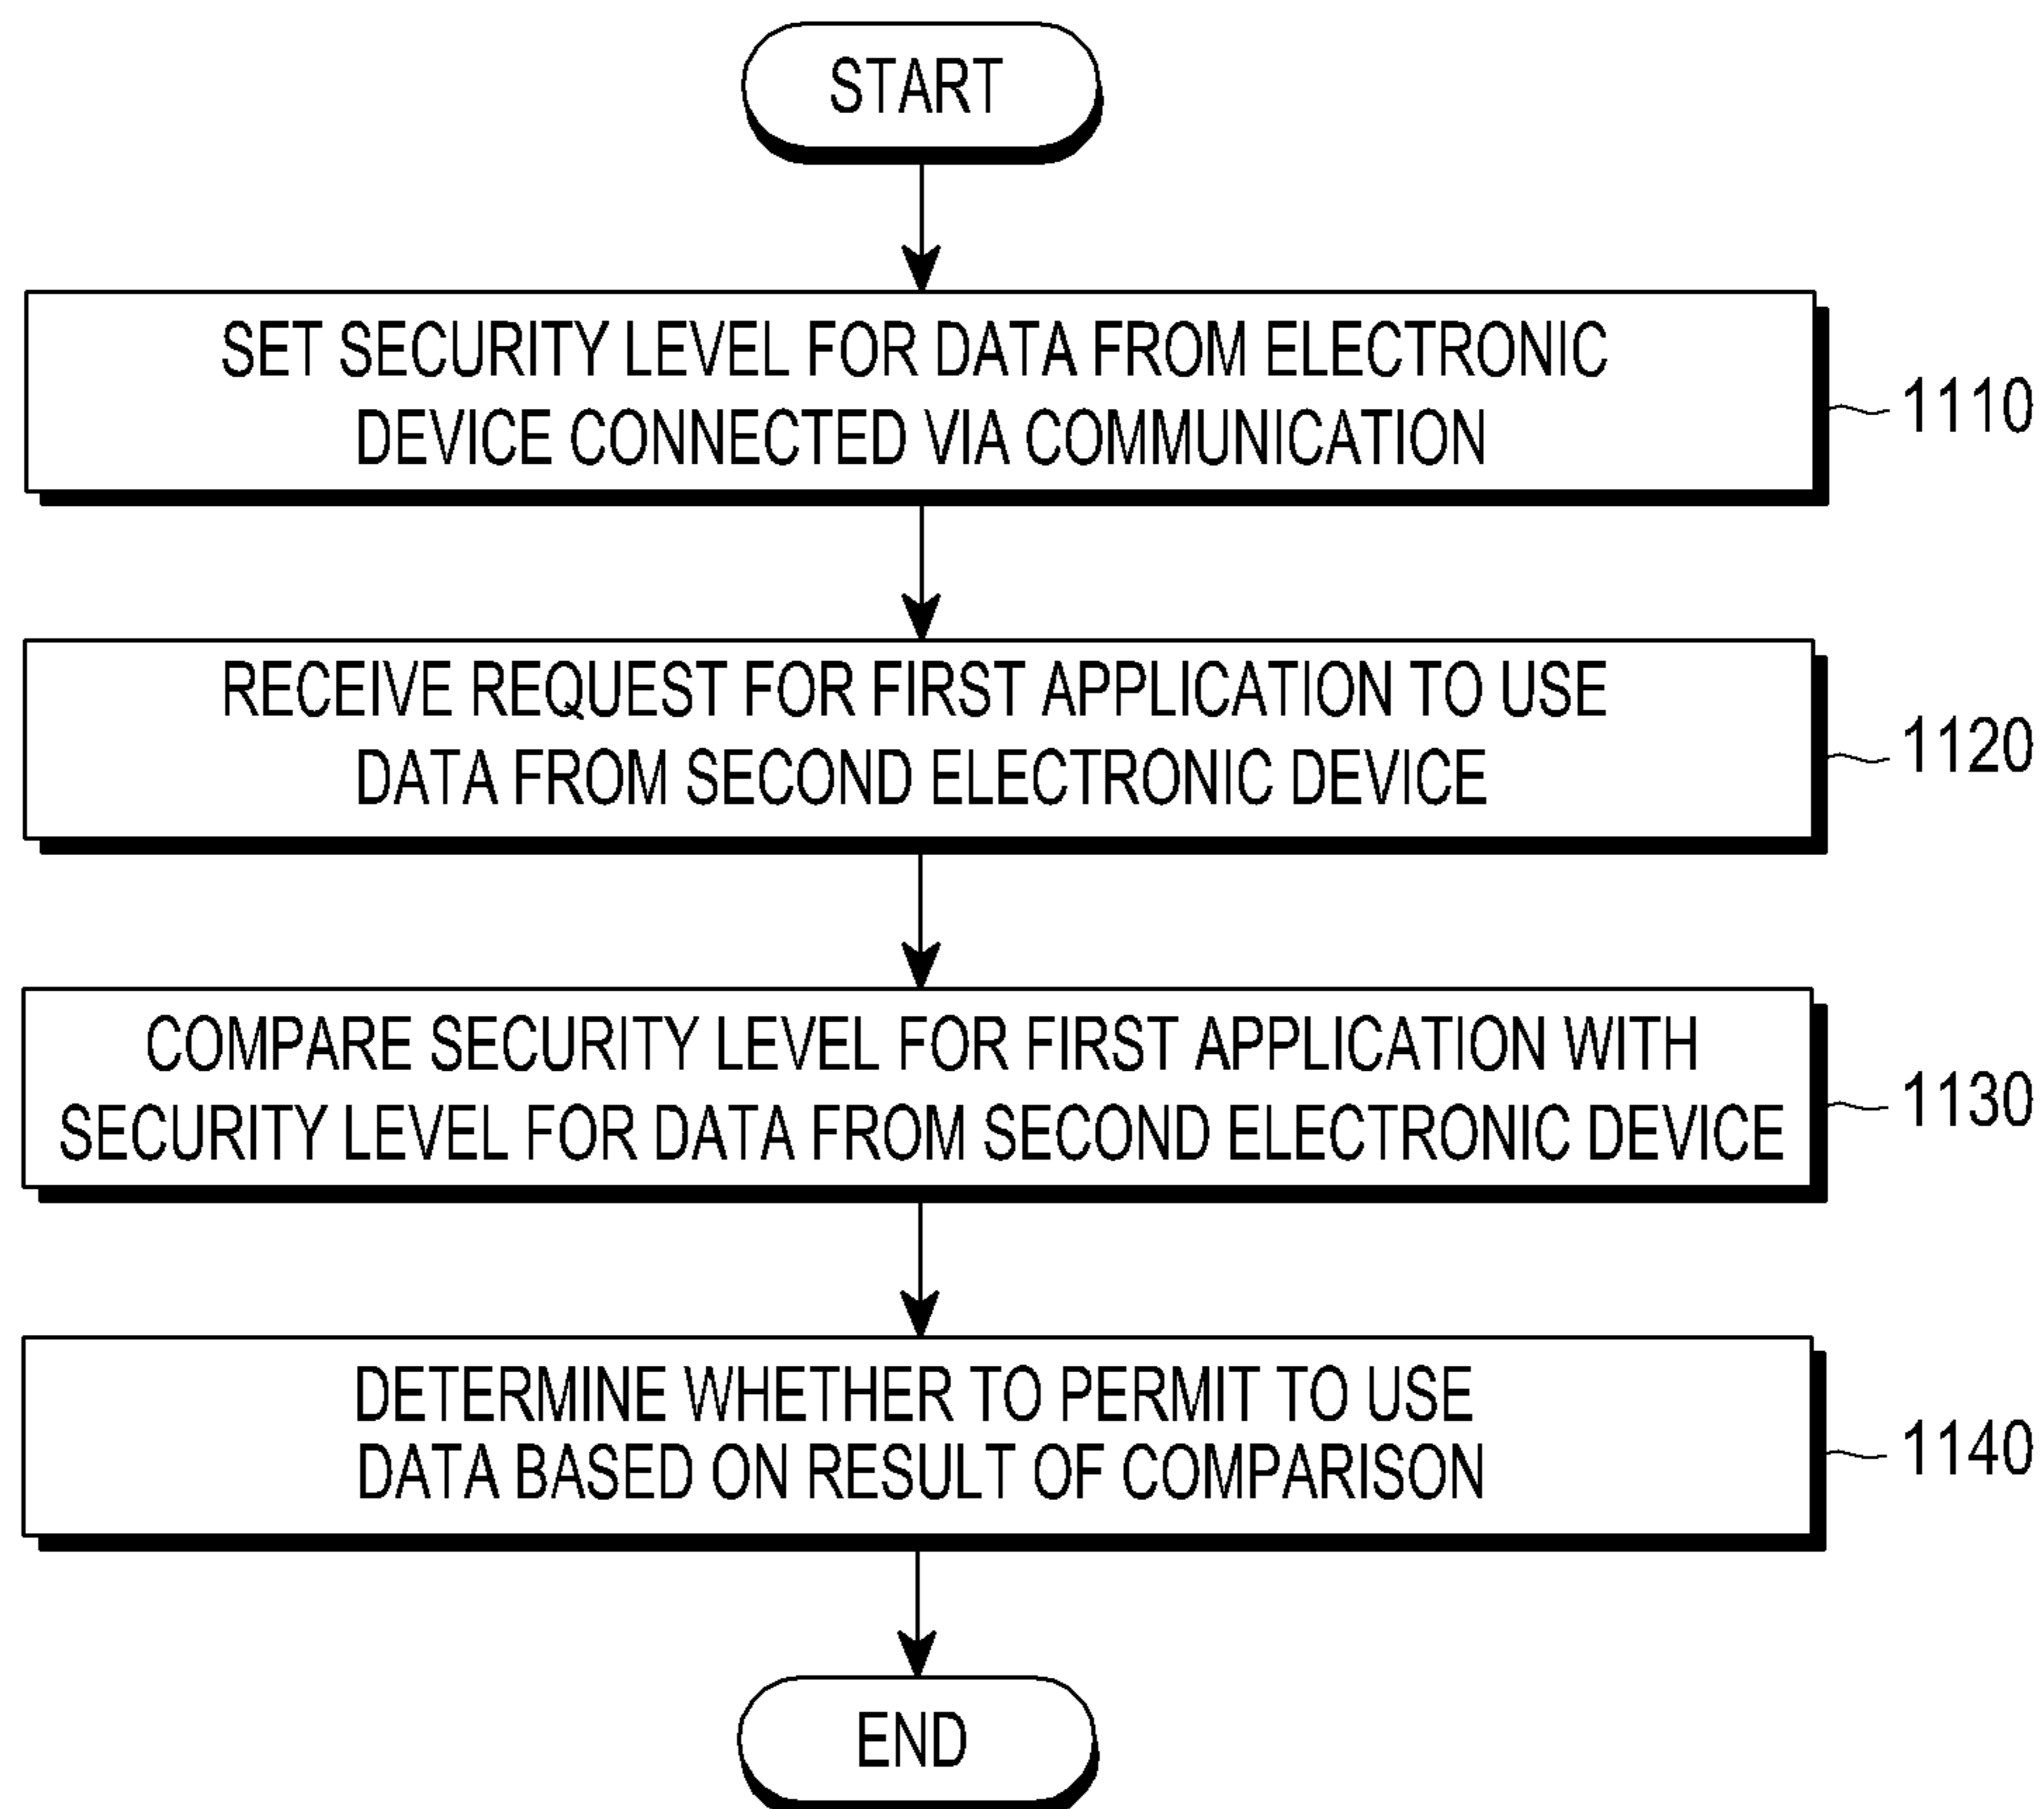 START
SET SECURITY LEVEL FOR DATA FROM ELECTRONIC
DEVICE CONNECTED VIA COMMUNICATION
1110
RECEIVE REQUEST FOR FIRST APPLICATION TO USE
DATA FROM SECOND ELECTRONIC DEVICE
1120
COMPARE SECURITY LEVEL FOR FIRST APPLICATION WITH
SECURITY LEVEL FOR DATA FROM SECOND ELECTRONIC DEVICE
1130
DETERMINE WHETHER TO PERMIT TO USE
DATA BASED ON RESULT OF COMPARISON
1140
END